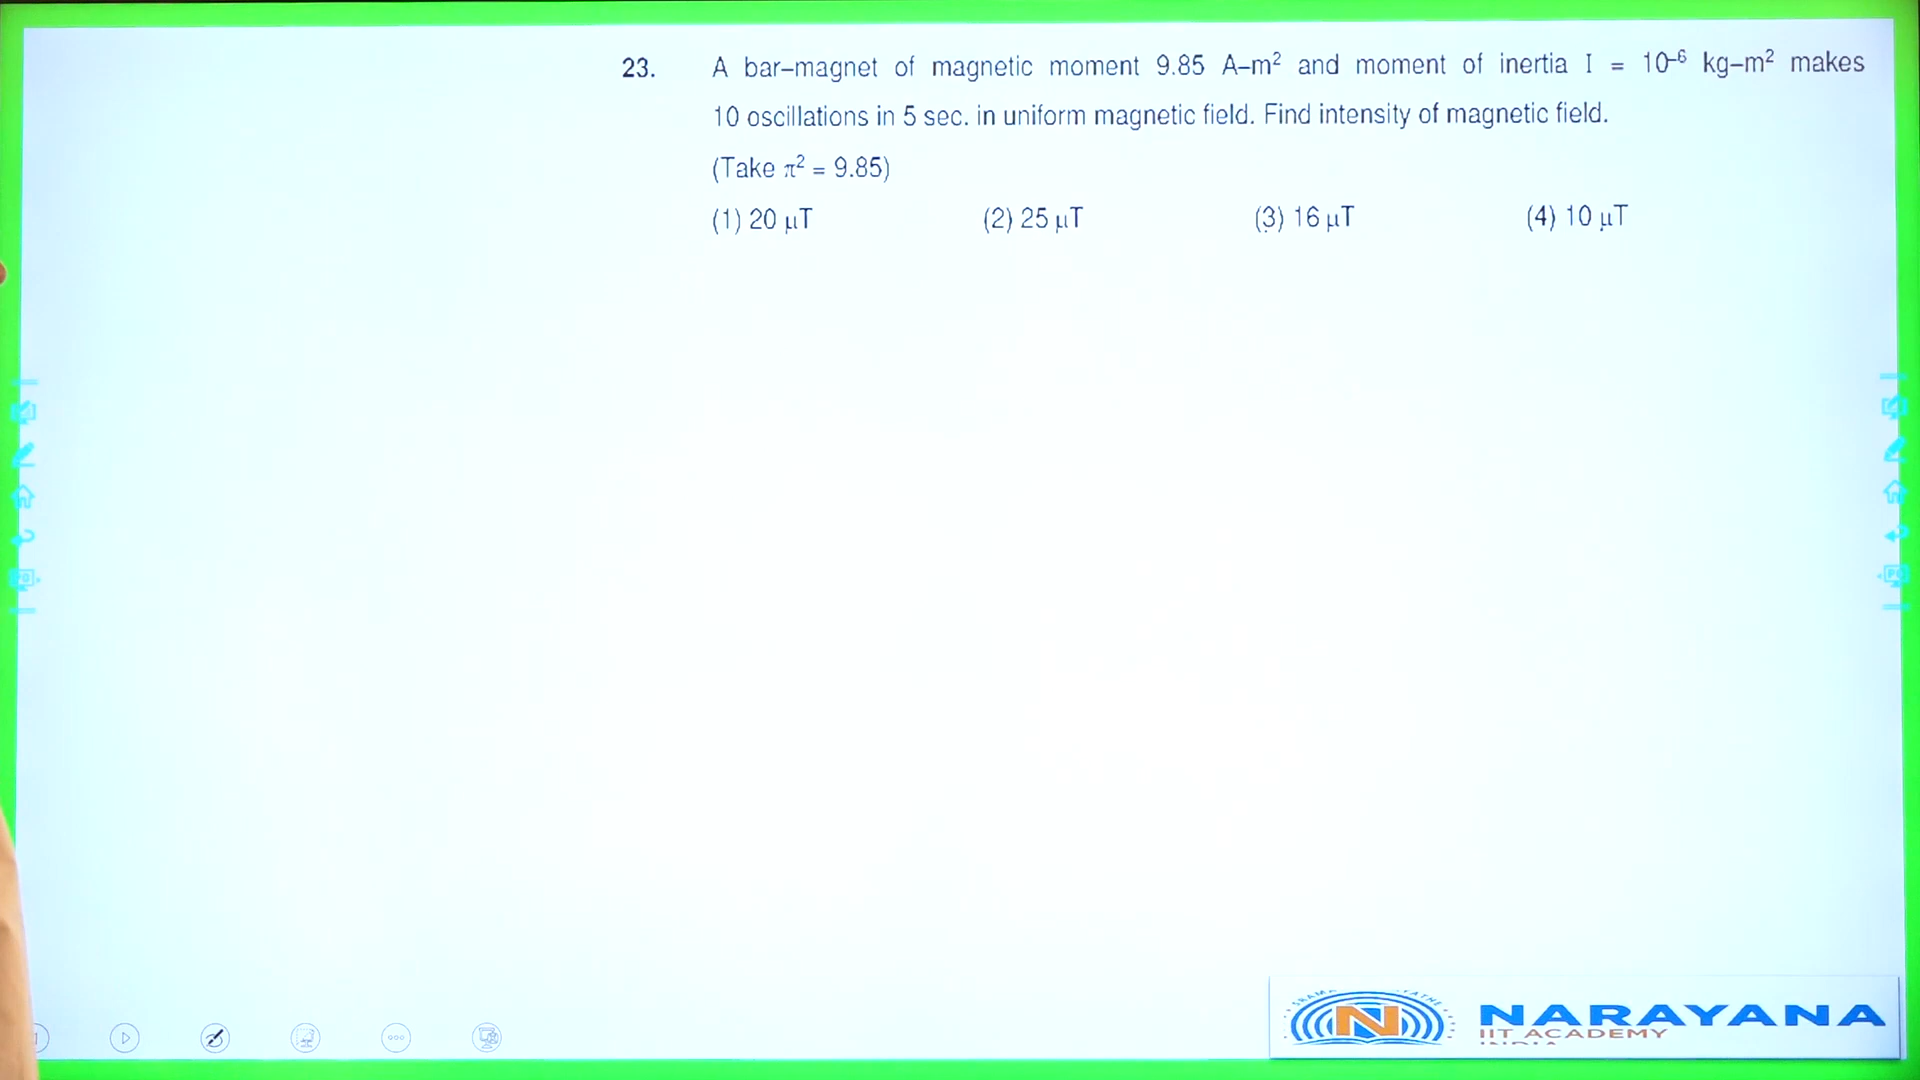 23. A bar–magnet of magnetic moment 9.85 A–m² and moment of inertia I = 10⁻⁶ kg–m² makes
10 oscillations in 5 sec. in uniform magnetic field. Find intensity of magnetic field.
(Take π² = 9.85)
(1) 20 μT (2) 25 μT (3) 16 μT (4) 10 μT
NARAYANA
IIT ACADEMY